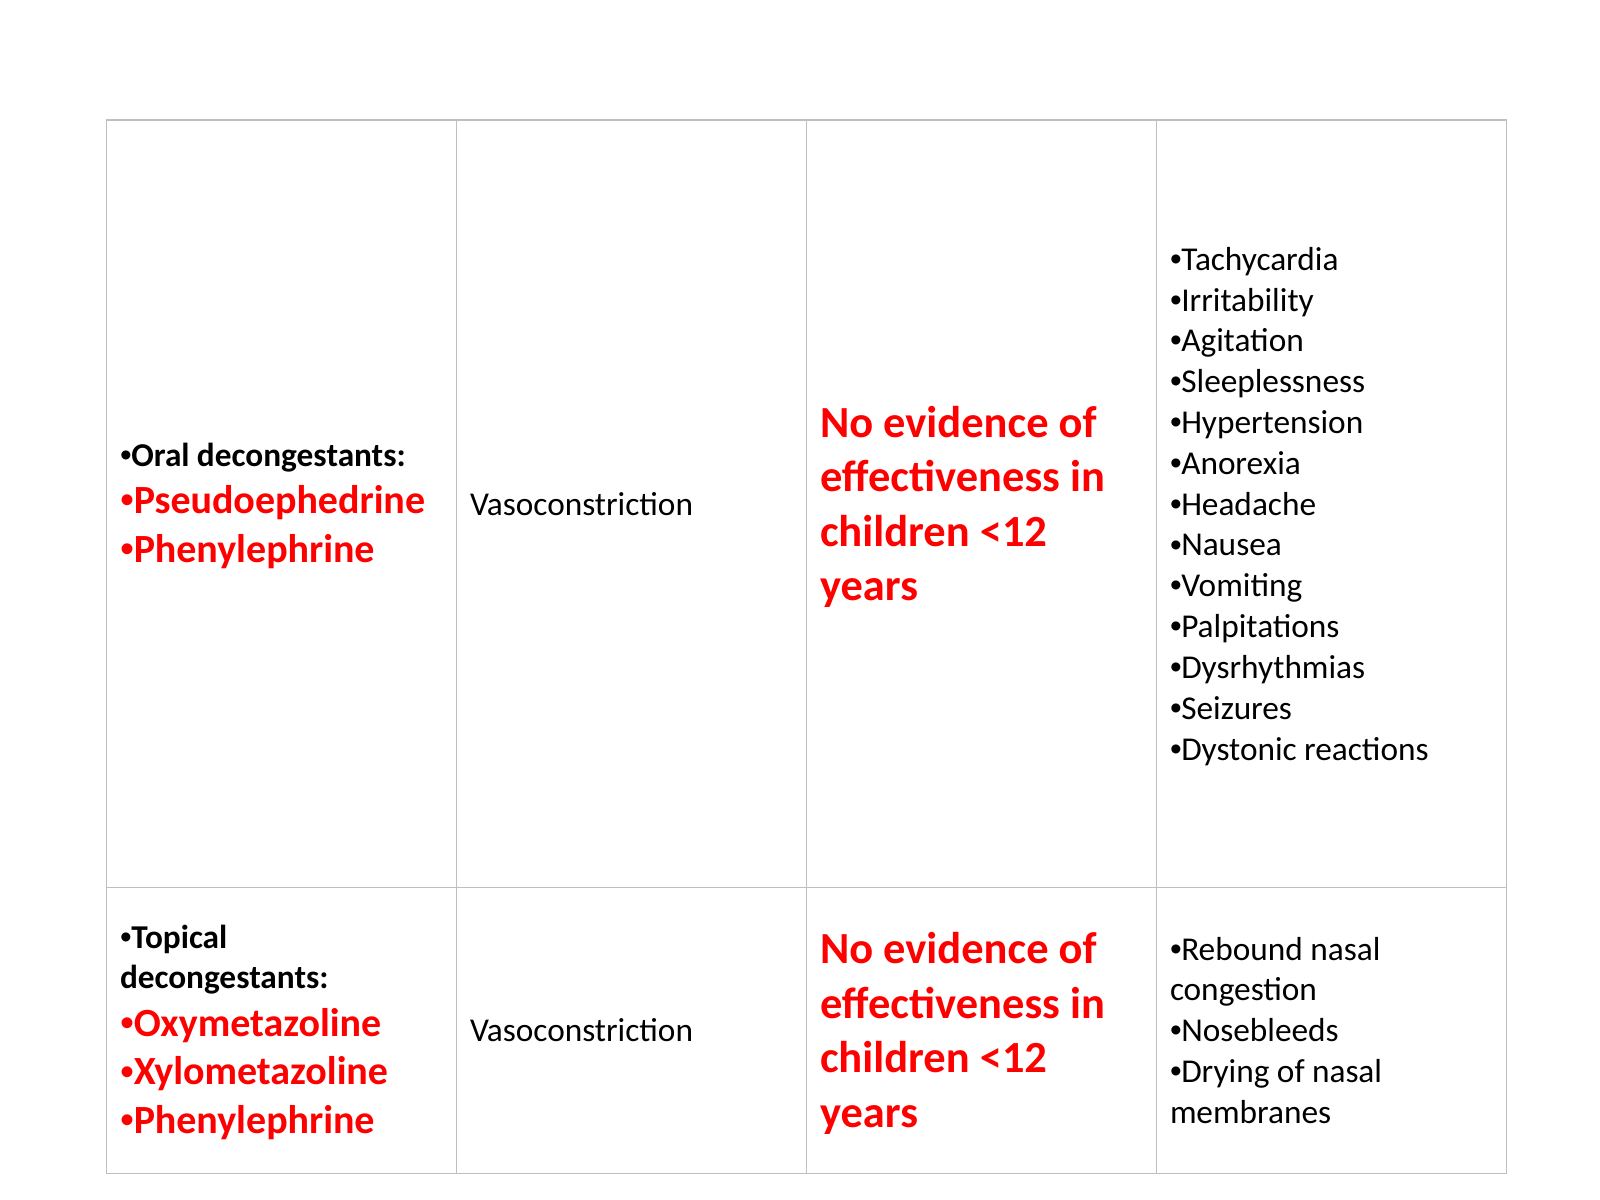 •Oral decongestants:
•Pseudoephedrine
•Phenylephrine
Vasoconstriction
No evidence of
effectiveness in
children <12
years
•Tachycardia
•Irritability
•Agitation
•Sleeplessness
•Hypertension
•Anorexia
•Headache
•Nausea
•Vomiting
•Palpitations
•Dysrhythmias
•Seizures
•Dystonic reactions
•Topical
decongestants:
•Oxymetazoline
•Xylometazoline
•Phenylephrine
Vasoconstriction
No evidence of
effectiveness in
children <12
years
•Rebound nasal
congestion
•Nosebleeds
•Drying of nasal
membranes